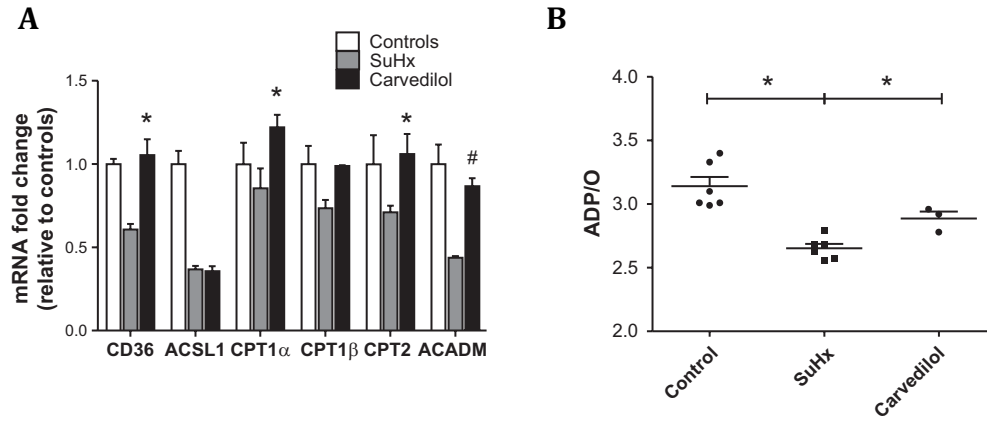 A
Controls
SuHx
Carvedilol
mRNA fold change
(relative to controls)
1.5
1.0
0.5
0.0
*
*
*
#
CD36 ACSL1 CPT1α CPT1β CPT2 ACADM
B
ADP/O
4.0
3.5
3.0
2.5
2.0
*
*
Control
SuHx
Carvedilol